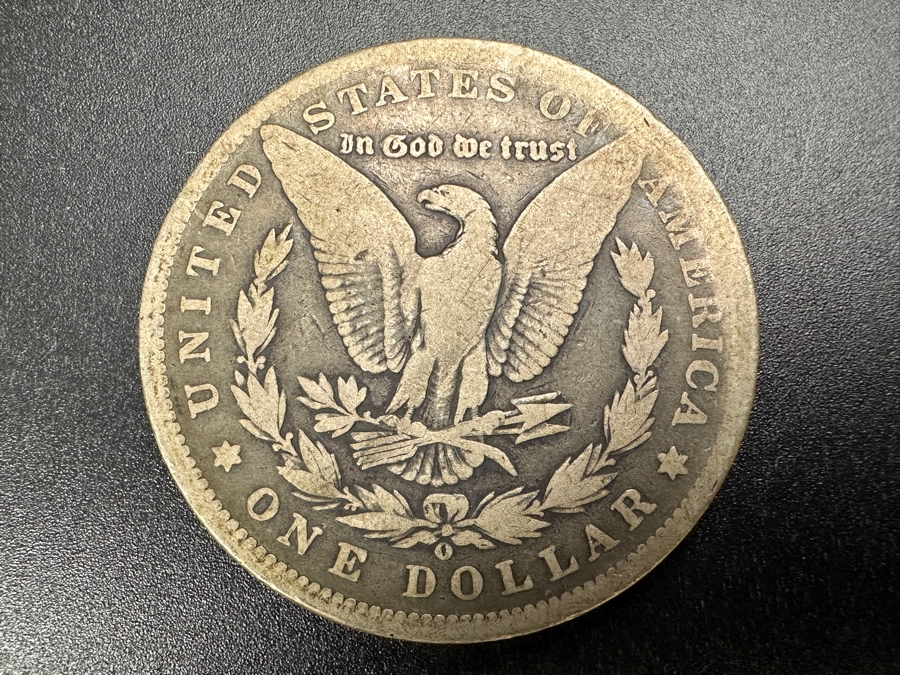 UNITED STATES OF AMERICA
In God we trust
O
ONE DOLLAR